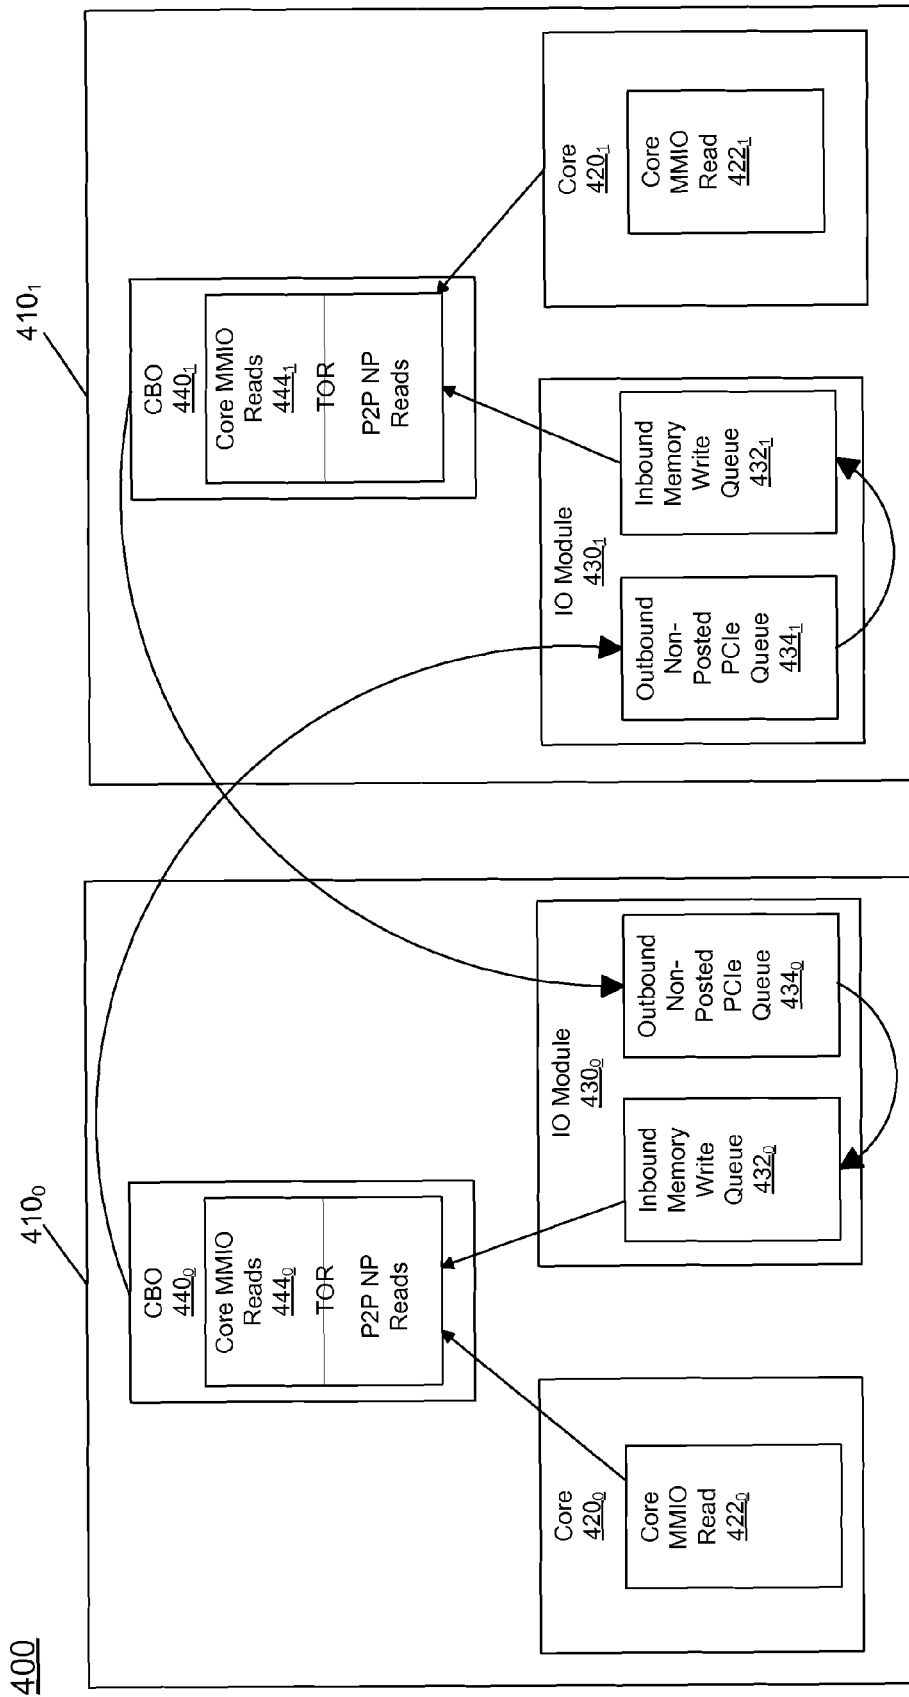 400
410₀
CBO
440₀
Core MMIO
Reads
444₀
TOR
P2P NP
Reads
Core
420₀
Core
MMIO
Read
422₀
IO Module
430₀
Inbound
Memory
Write
Queue
432₀
Outbound
Non-
Posted
PCIe
Queue
434₀
410₁
CBO
440₁
Core MMIO
Reads
444₁
TOR
P2P NP
Reads
IO Module
430₁
Outbound
Non-
Posted
PCIe
Queue
434₁
Inbound
Memory
Write
Queue
432₁
Core
420₁
Core
MMIO
Read
422₁